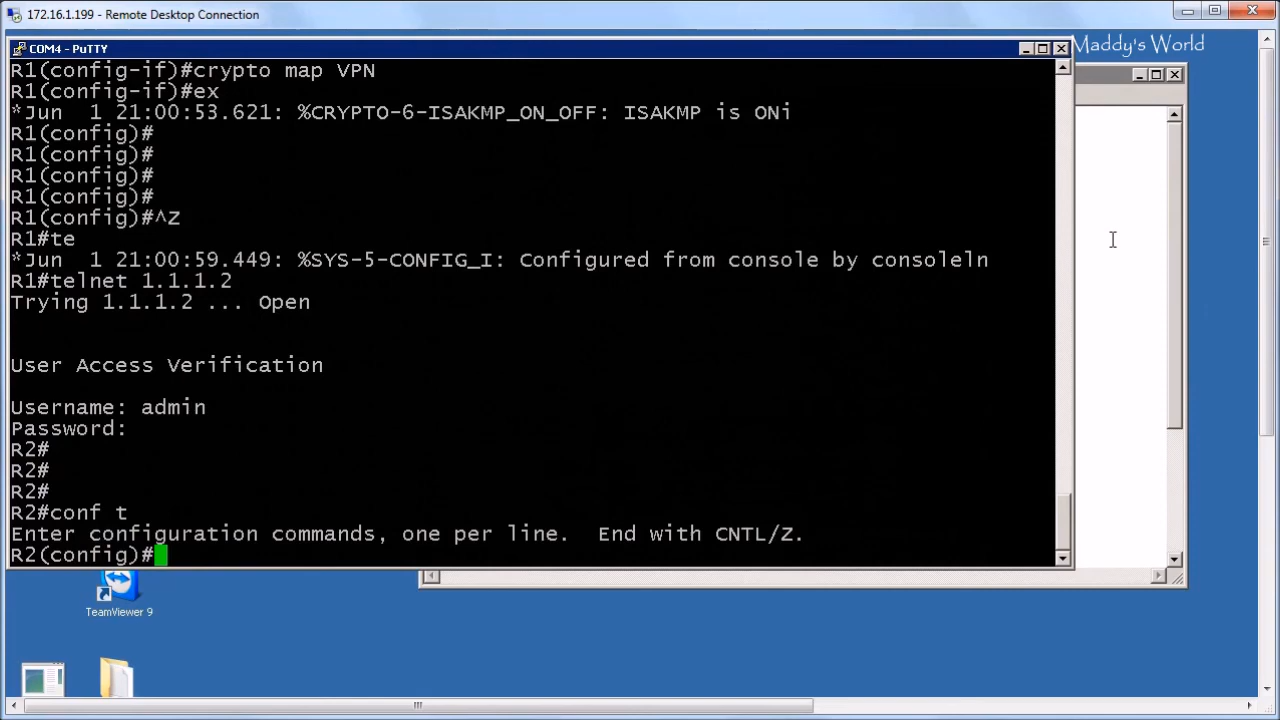 172.16.1.199 - Remote Desktop Connection
Maddy's World
COM4 - PuTTY
R1(config-if)#crypto map VPN
R1(config-if)#ex
*Jun  1 21:00:53.621: %CRYPTO-6-ISAKMP_ON_OFF: ISAKMP is ONi
R1(config)#
R1(config)#
R1(config)#
R1(config)#
R1(config)#^Z
R1#te
*Jun  1 21:00:59.449: %SYS-5-CONFIG_I: Configured from console by consoleln
R1#telnet 1.1.1.2
Trying 1.1.1.2 ... Open
User Access Verification
Username: admin
Password:
R2#
R2#
R2#
R2#conf t
Enter configuration commands, one per line.  End with CNTL/Z.
R2(config)#
TeamViewer 9